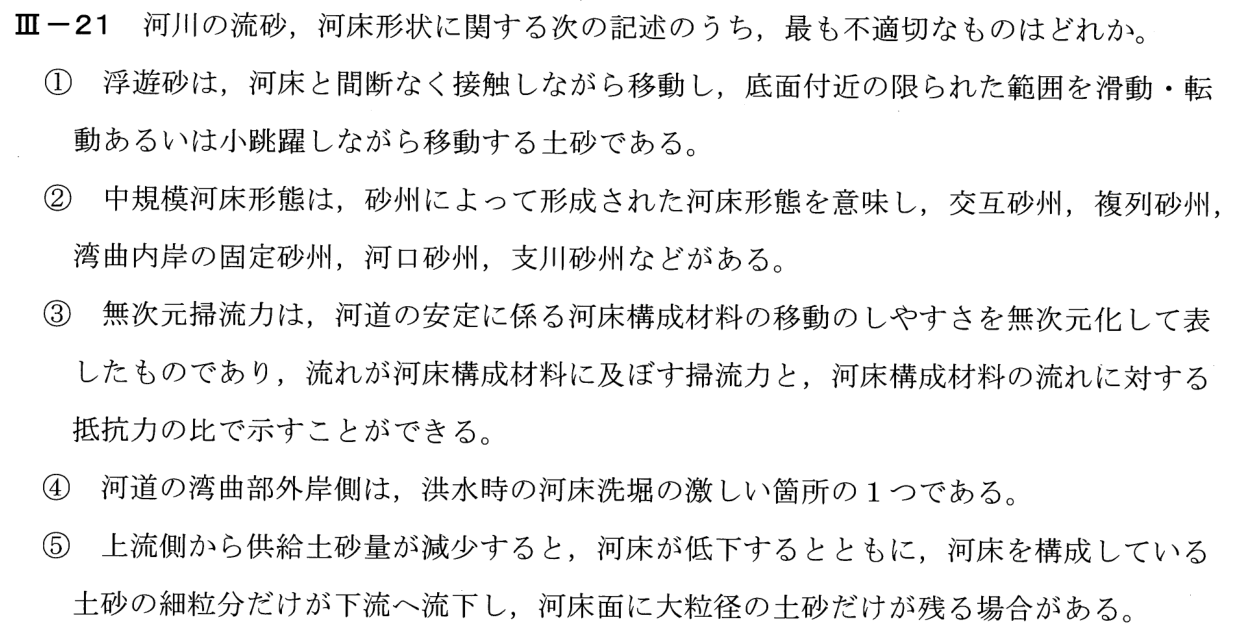 Ⅲ－21　河川の流砂，河床形状に関する次の記述のうち，最も不適切なものはどれか。
①　浮遊砂は，河床と間断なく接触しながら移動し，底面付近の限られた範囲を滑動・転
動あるいは小跳躍しながら移動する土砂である。
②　中規模河床形態は，砂州によって形成された河床形態を意味し，交互砂州，複列砂州，
湾曲内岸の固定砂州，河口砂州，支川砂州などがある。
③　無次元掃流力は，河道の安定に係る河床構成材料の移動のしやすさを無次元化して表
したものであり，流れが河床構成材料に及ぼす掃流力と，河床構成材料の流れに対する
抵抗力の比で示すことができる。
④　河道の湾曲部外岸側は，洪水時の河床洗堀の激しい箇所の１つである。
⑤　上流側から供給土砂量が減少すると，河床が低下するとともに，河床を構成している
土砂の細粒分だけが下流へ流下し，河床面に大粒径の土砂だけが残る場合がある。